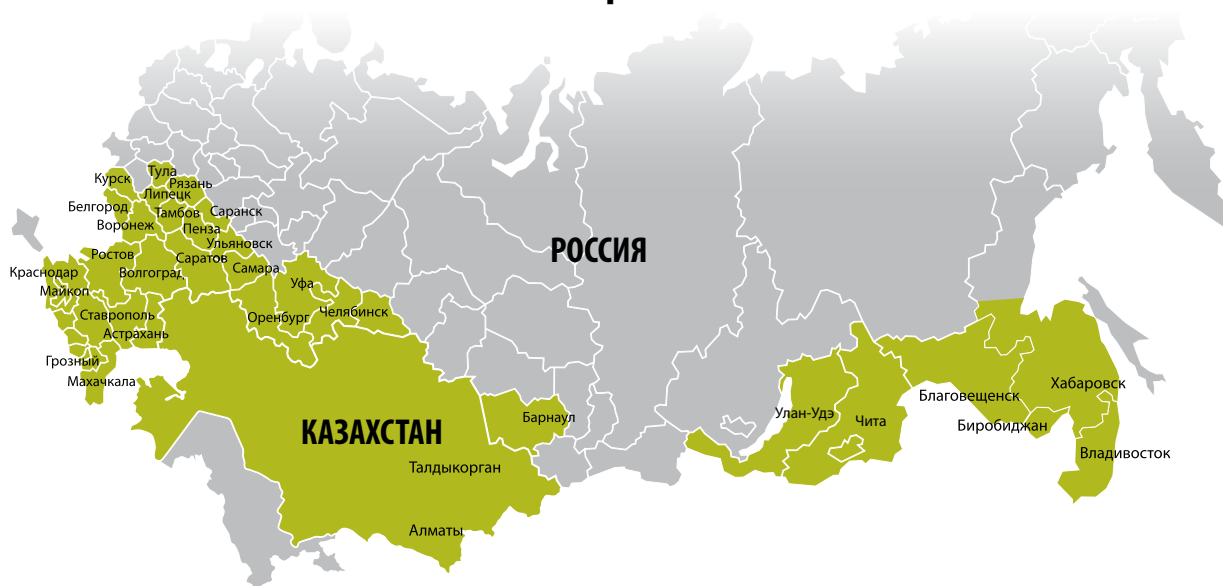 Тула
Курск
Рязань
Липецк
Белгород
Тамбов
Саранск
Воронеж
Пенза
Ульяновск
РОССИЯ
Ростов
Саратов
Краснодар
Волгоград
Самара
Уфа
Майкоп
Ставрополь
Оренбург
Челябинск
Астрахань
Грозный
Махачкала
Хабаровск
Благовещенск
Улан-Удэ
Барнаул
Чита
Биробиджан
КАЗАХСТАН
Владивосток
Талдыкорган
Алматы